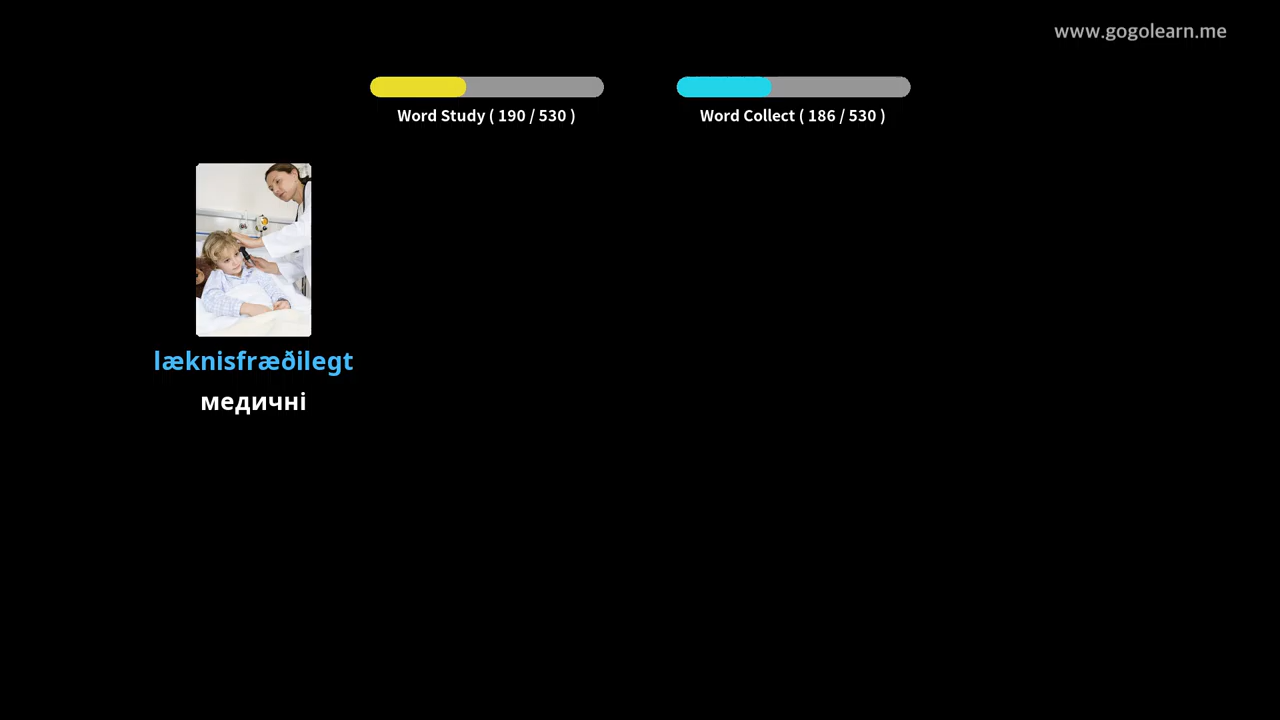 www.gogolearn.me
Word Study ( 190 / 530 )
Word Collect ( 186 / 530 )
læknisfræðilegt
медичні